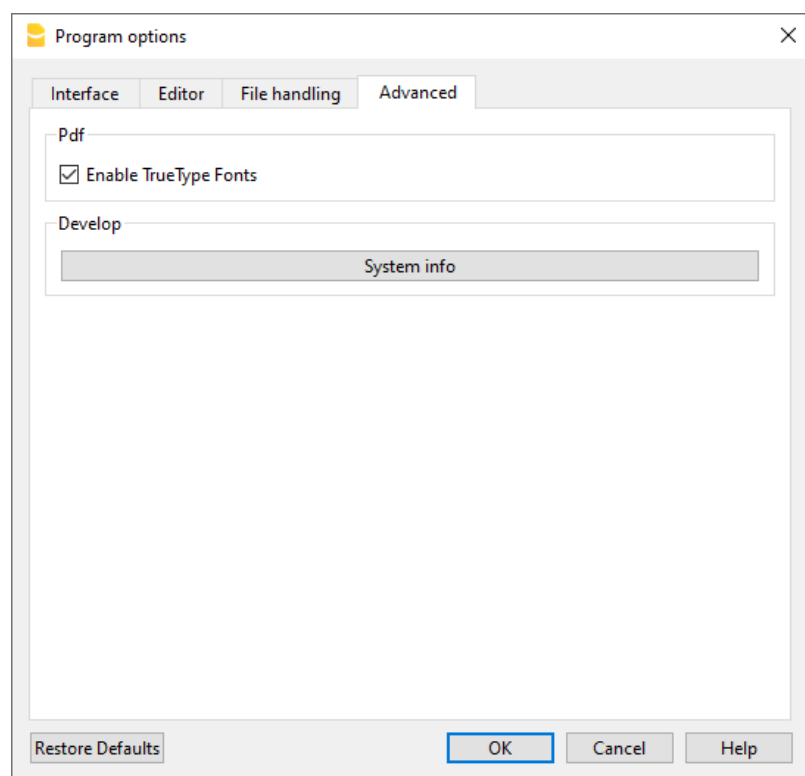 Program options
Interface Editor File handling Advanced
Pdf
Enable TrueType Fonts
Develop
System info
Restore Defaults OK Cancel Help